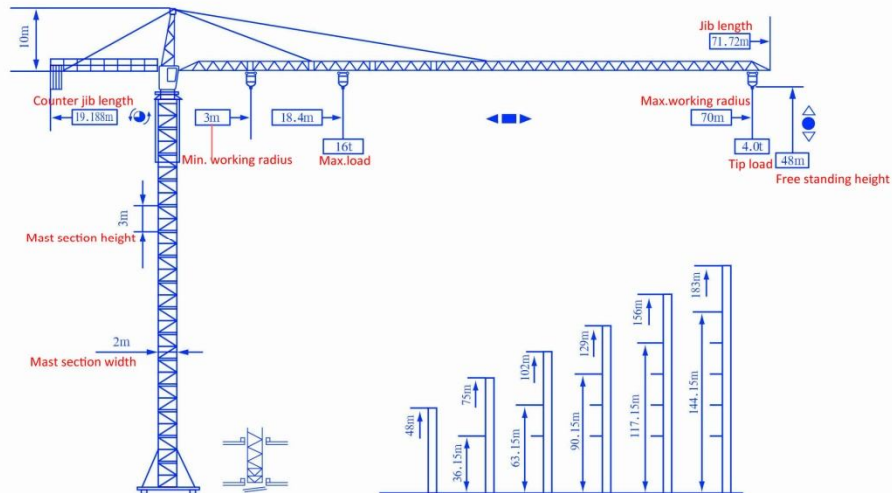 10m
Jib length
71.72m
Counter jib length
19.188m
3m
18.4m
Max.working radius
70m
Min. working radius
16t
Max.load
4.0t
Tip load
48m
Free standing height
3m
Mast section height
2m
Mast section width
48m
75m
36.15m
102m
63.15m
129m
90.15m
156m
117.15m
183m
144.15m